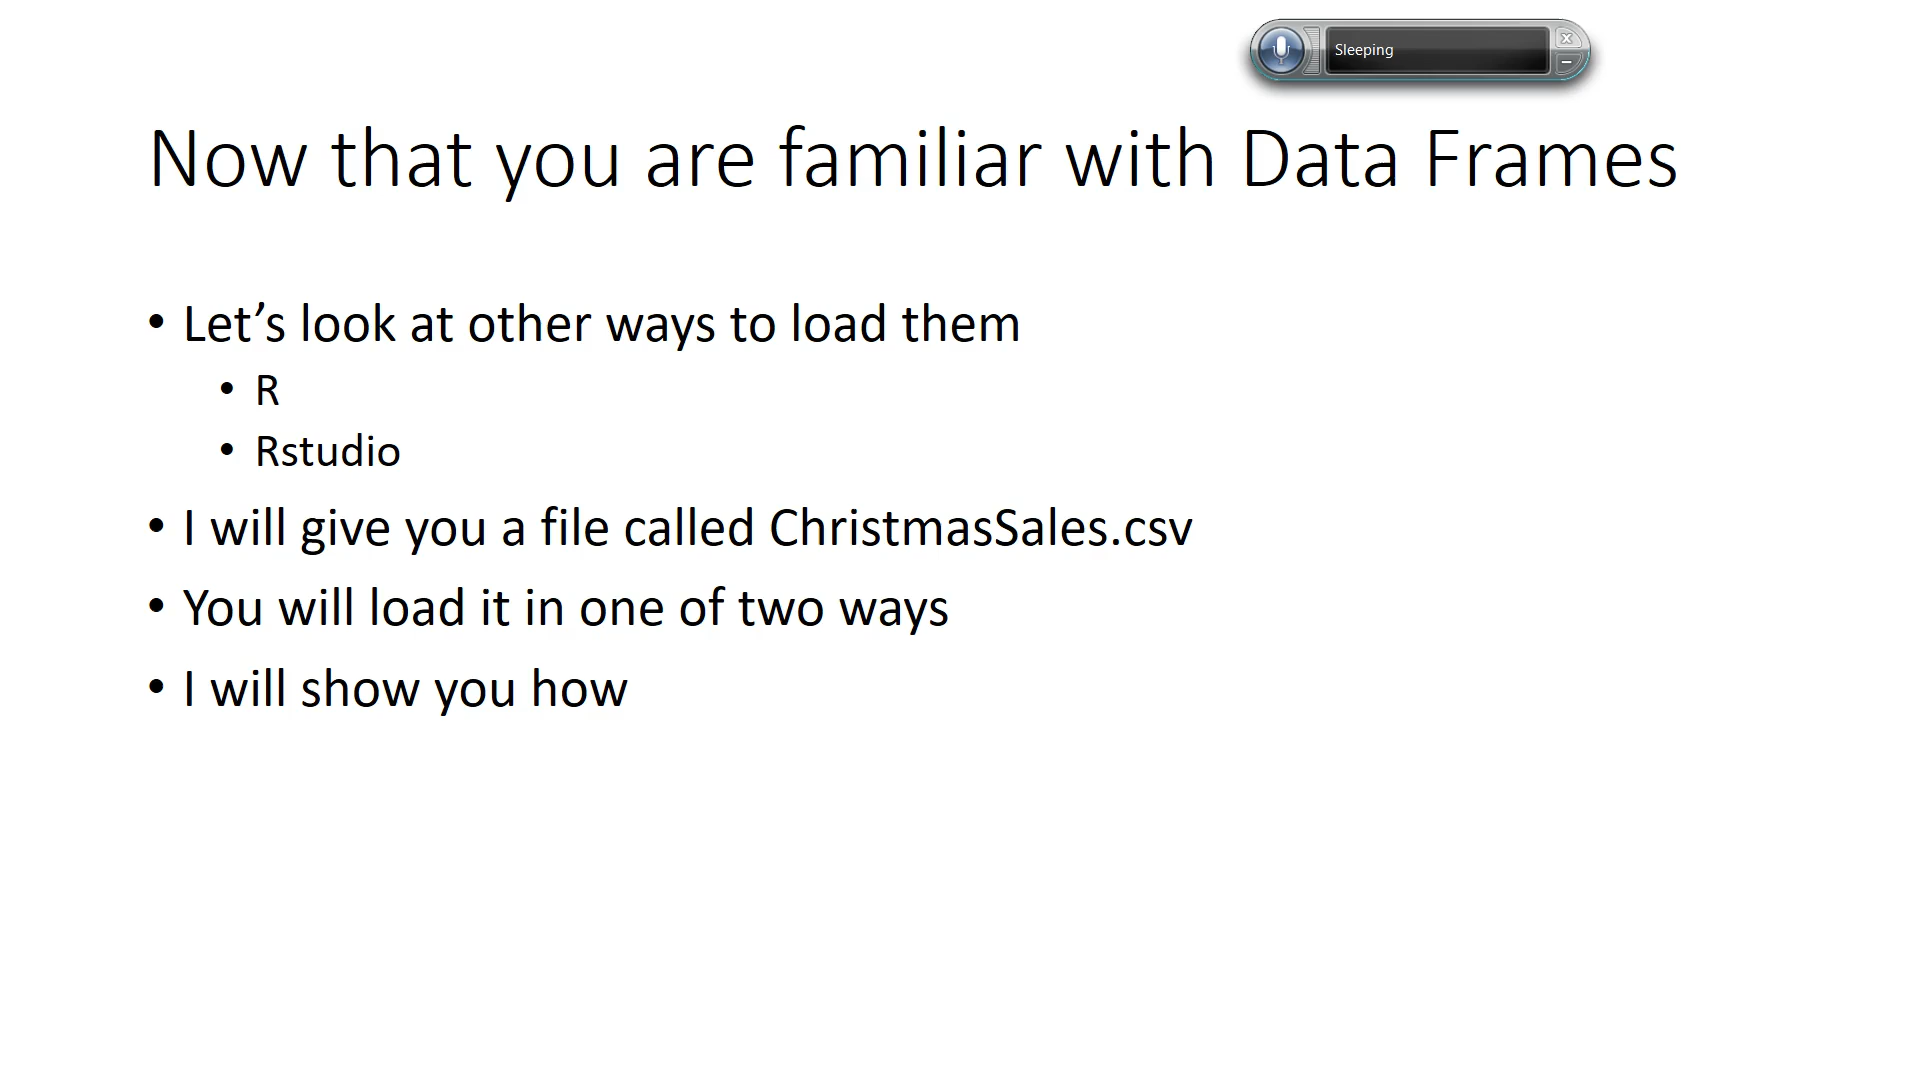 Sleeping
Now that you are familiar with Data Frames
• Let’s look at other ways to load them
• R
• Rstudio
• I will give you a file called ChristmasSales.csv
• You will load it in one of two ways
• I will show you how